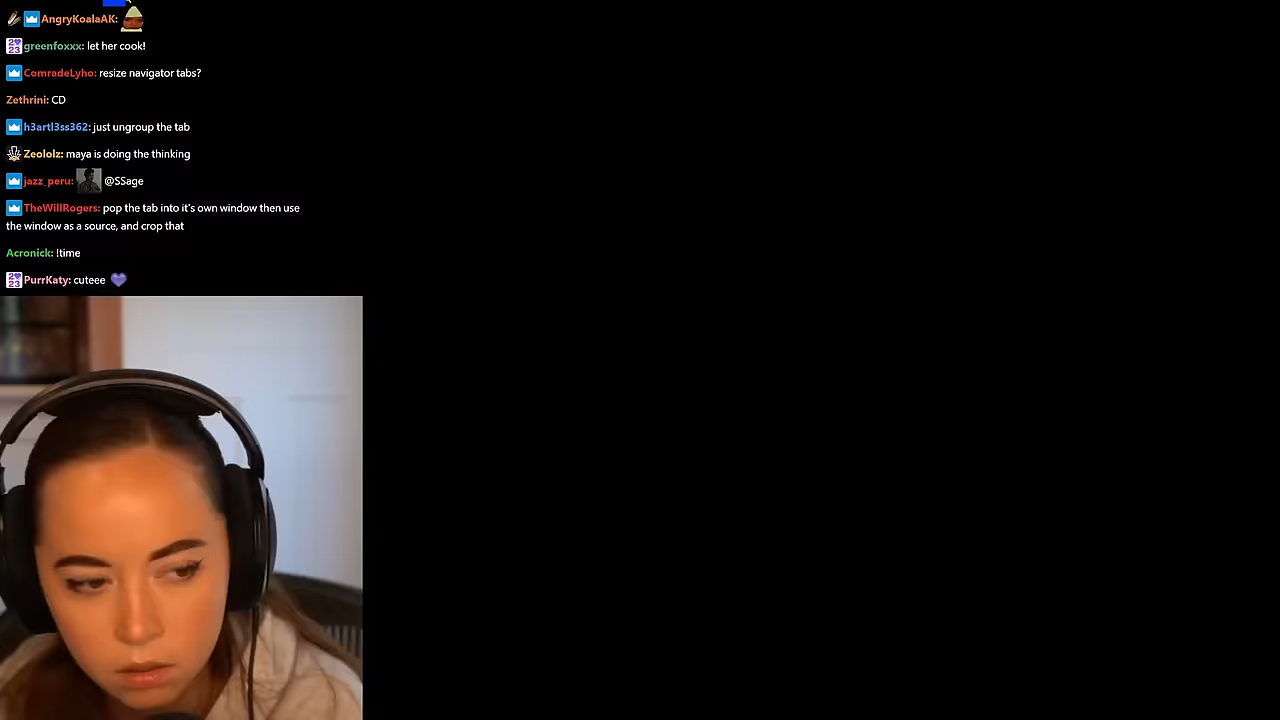 AngryKoalaAK:
greenfoxxx: let her cook!
ComradeLyho: resize navigator tabs?
Zethrini: CD
h3artl3ss362: just ungroup the tab
Zeololz: maya is doing the thinking
jazz_peru: @SSage
TheWillRogers: pop the tab into it's own window then use
the window as a source, and crop that
Acronick: !time
PurrKaty: cuteee